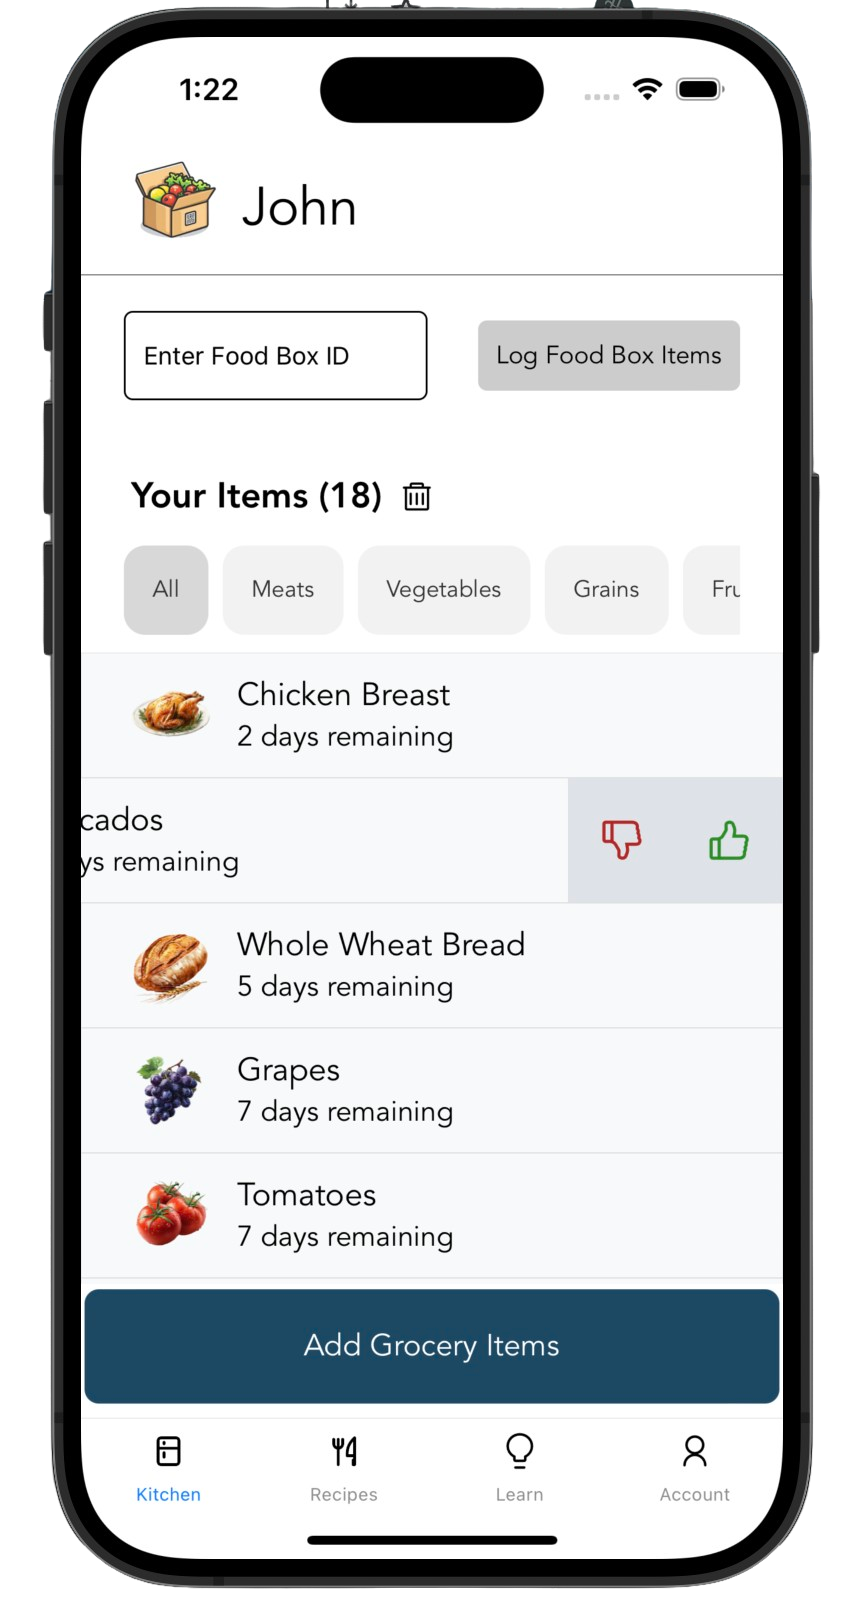 1:22
John
Enter Food Box ID
Log Food Box Items
Your Items (18)
All
Meats
Vegetables
Grains
Fru
Chicken Breast
2 days remaining
cados
ys remaining
Whole Wheat Bread
5 days remaining
Grapes
7 days remaining
Tomatoes
7 days remaining
Add Grocery Items
Kitchen
Recipes
Learn
Account